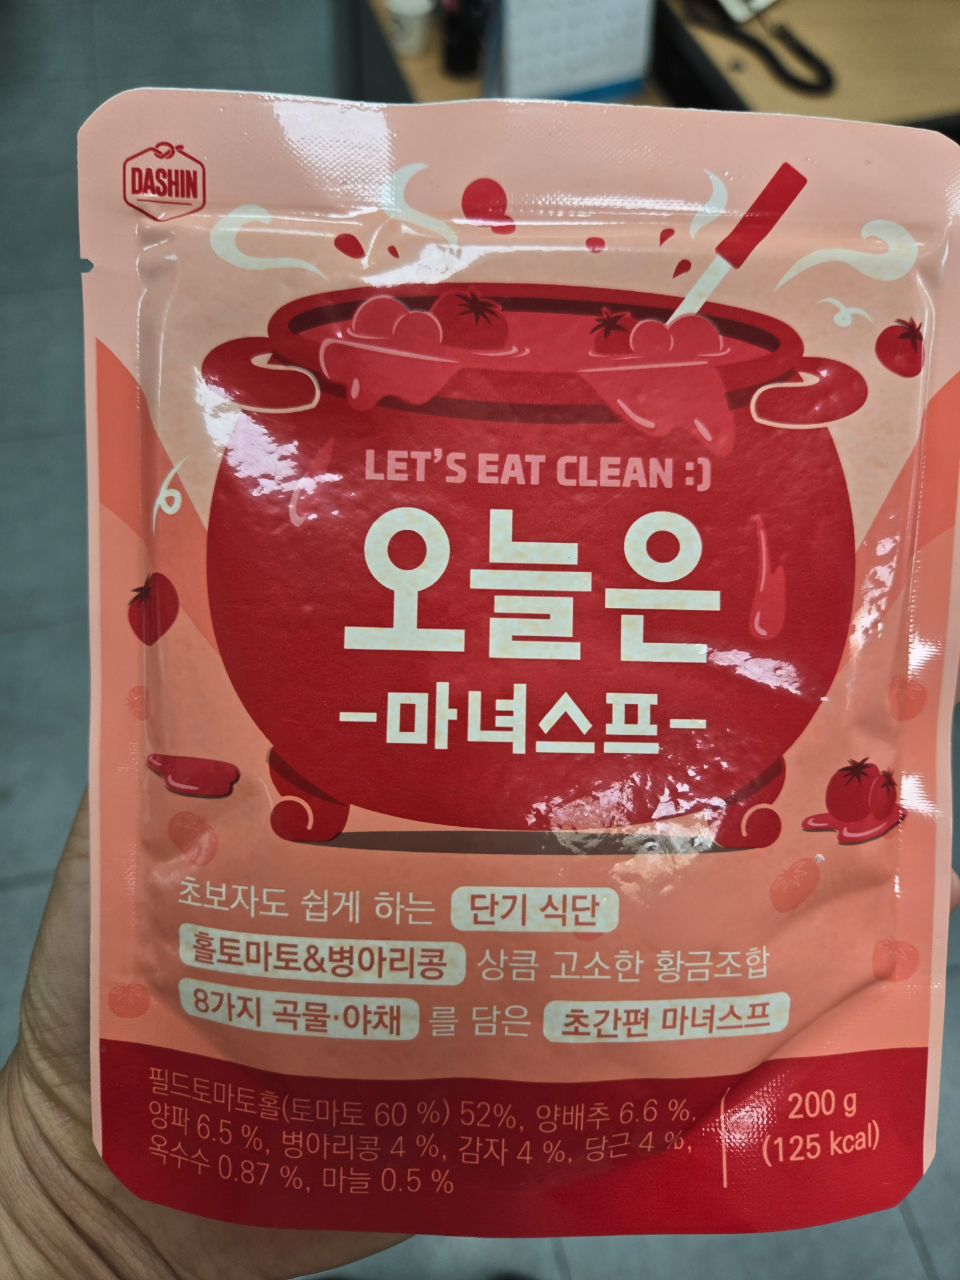 DASHIN
LET'S EAT CLEAN :)
오늘은
-마녀스프-
초보자도 쉽게 하는 단기 식단
홀토마토&병아리콩 상큼 고소한 황금조합
8가지 곡물·야채 를 담은 초간편 마녀스프
필드토마토홀(토마토 60 %) 52%, 양배추 6.6 %,
양파 6.5 %, 병아리콩 4 %, 감자 4 %, 당근 4 %,
옥수수 0.87 %, 마늘 0.5 %
200 g
(125 kcal)